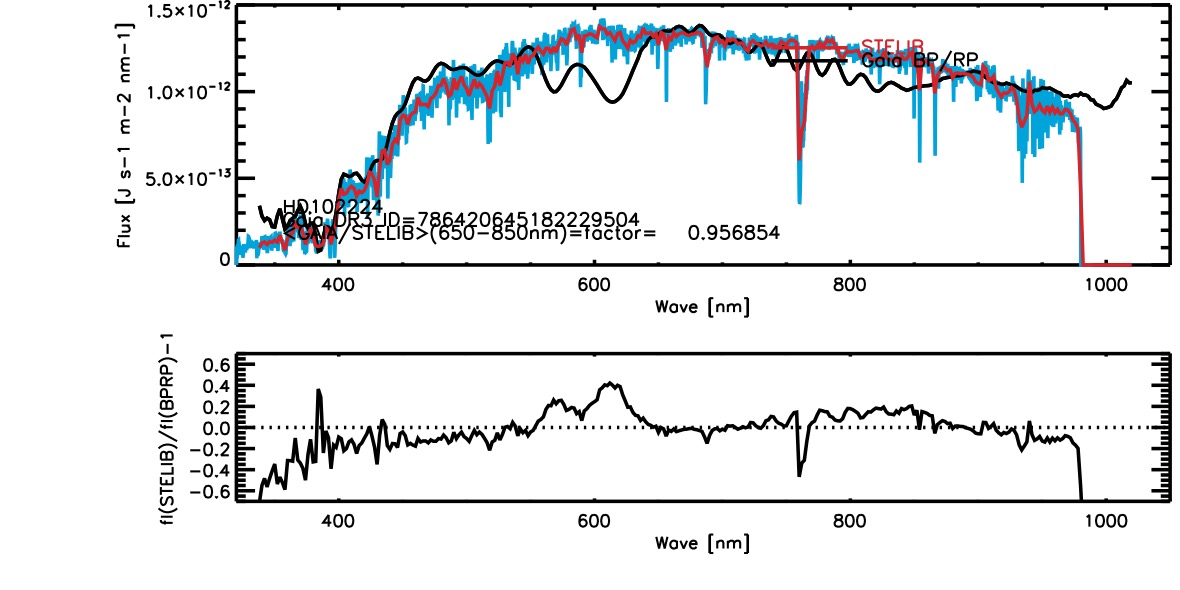 1.5×10−12
1.0×10−12
5.0×10−13
0
Flux [J s−1 m−2 nm−1]
STELIB
Gaia BP/RP
HD102224
Gaia DR3 ID=786420645182229504
<GAIA/STELIB>(650−850nm)=factor= 0.956854
400 600 800 1000
Wave [nm]
fl(STELIB)/fl(BPRP)−1
0.6
0.4
0.2
0.0
−0.2
−0.4
−0.6
400 600 800 1000
Wave [nm]